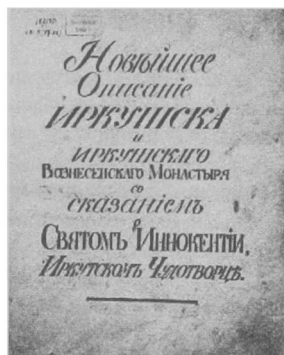 Новѣйшее
Описаніе
ИРКУТСКА
и
ИРКУТСКАГО
Вознесенскаго Монастыря
со
сказаніемъ
о
Святомъ Иннокентіи,
Иркутскомъ Чудотворцѣ.